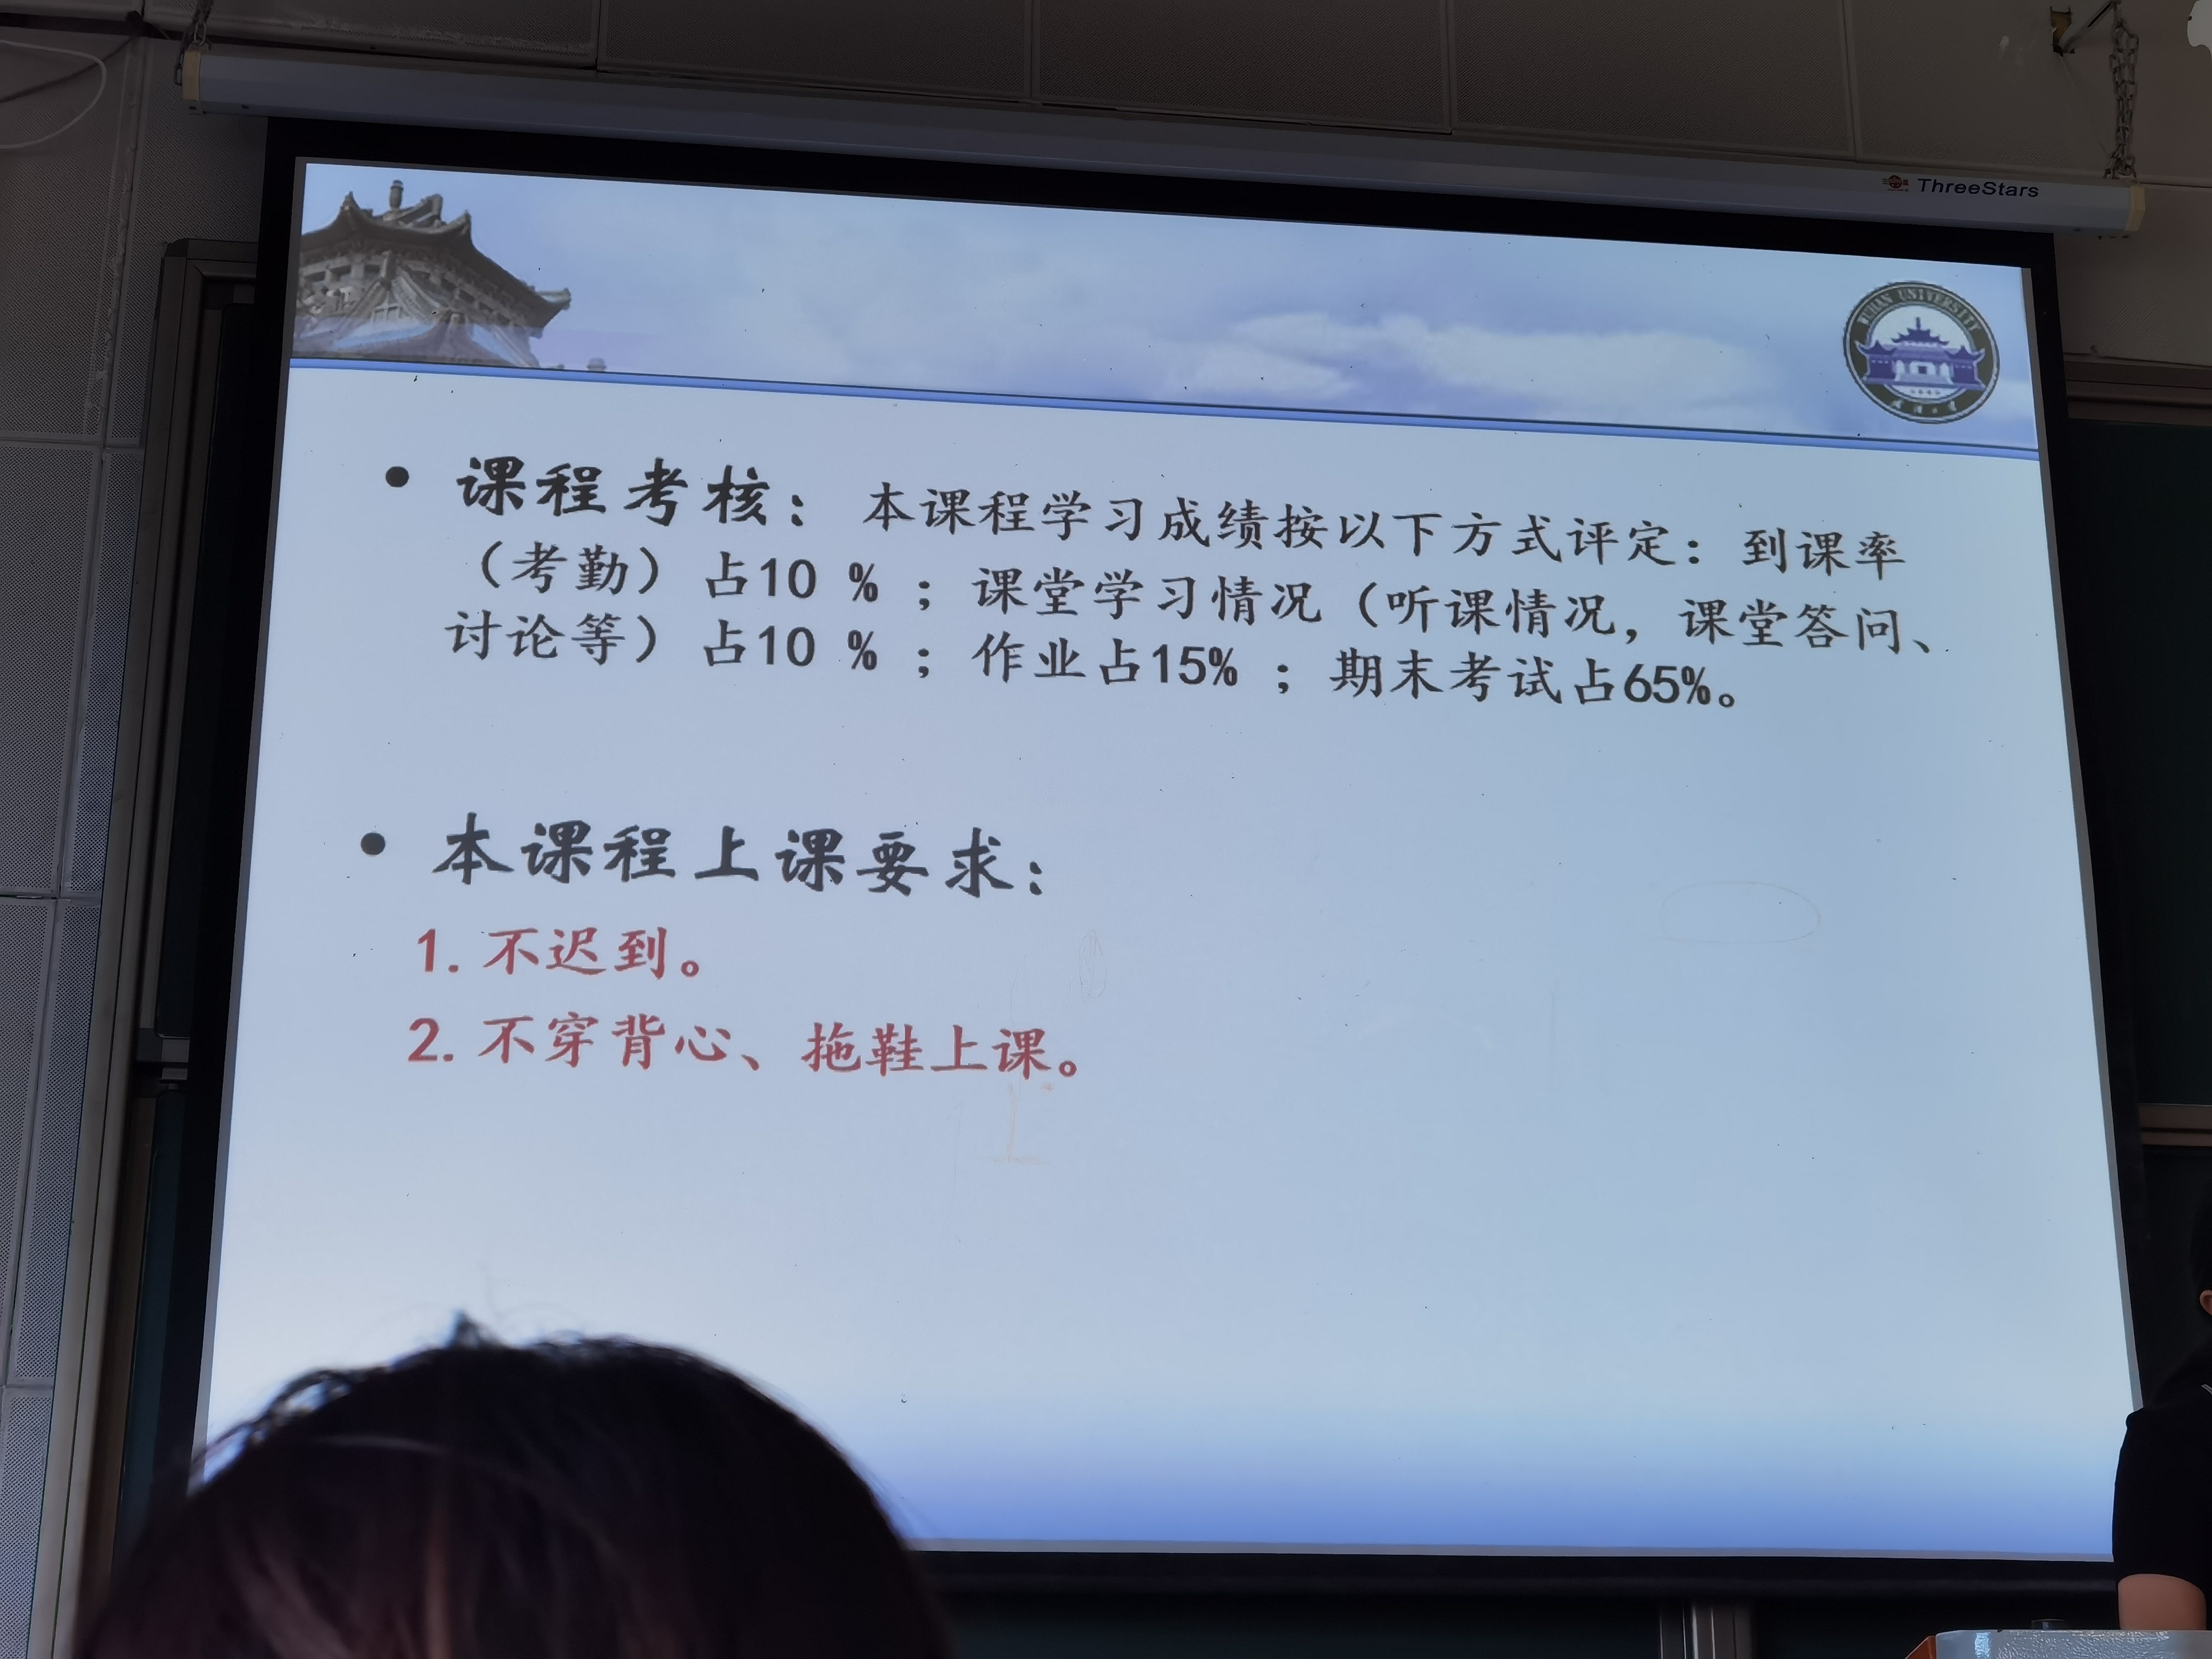 ThreeStars
WUHAN UNIVERSITY
• 课程考核：本课程学习成绩按以下方式评定：到课率
（考勤）占10 % ；课堂学习情况（听课情况，课堂答问、
讨论等）占10 % ；作业占15% ；期末考试占65%。
• 本课程上课要求：
1. 不迟到。
2. 不穿背心、拖鞋上课。